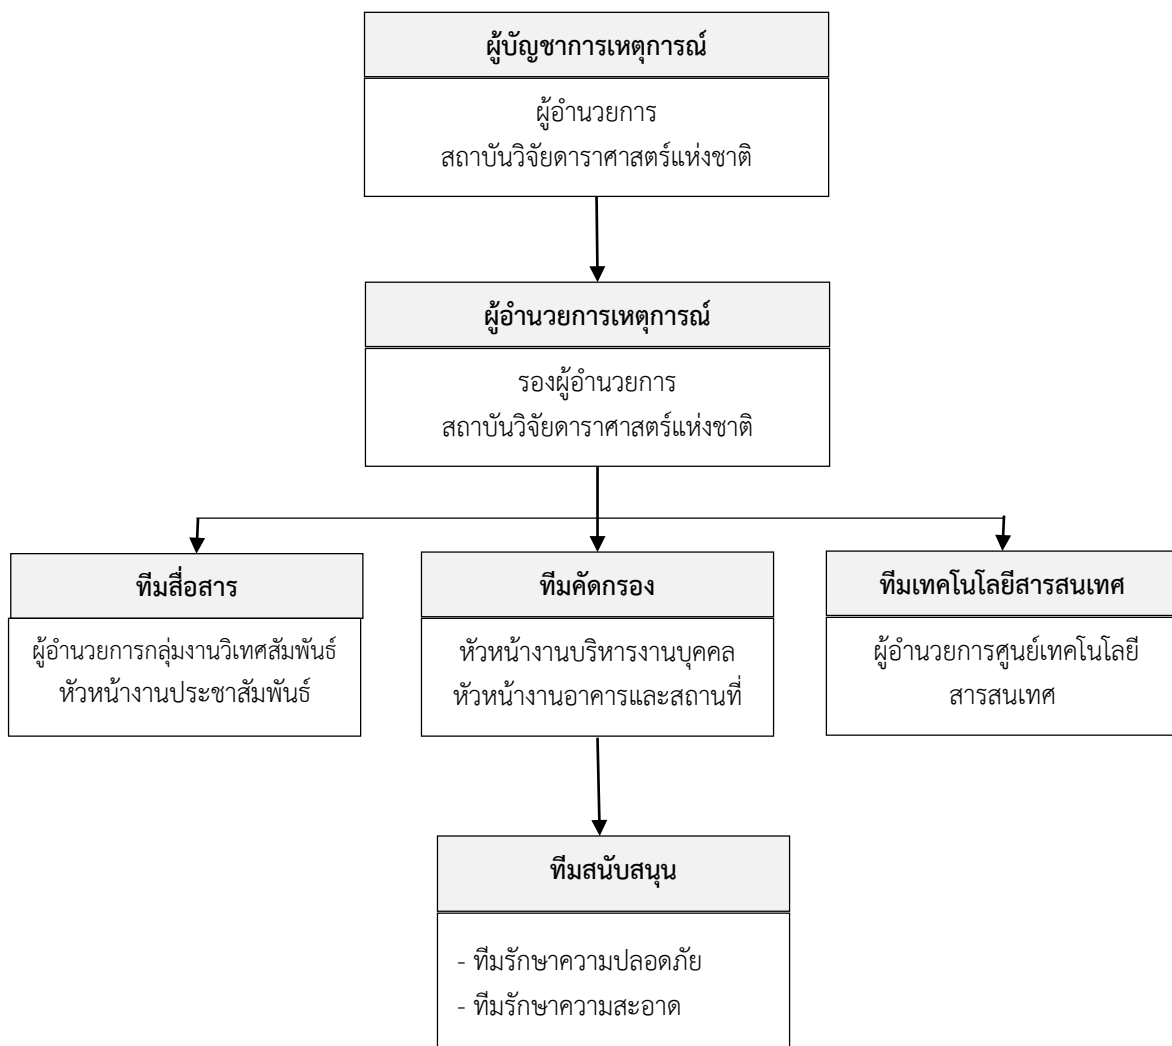 ผู้บัญชาการเหตุการณ์
ผู้อำนวยการ
สถาบันวิจัยดาราศาสตร์แห่งชาติ
ผู้อำนวยการเหตุการณ์
รองผู้อำนวยการ
สถาบันวิจัยดาราศาสตร์แห่งชาติ
ทีมสื่อสาร
ผู้อำนวยการกลุ่มงานวิเทศสัมพันธ์
หัวหน้างานประชาสัมพันธ์
ทีมคัดกรอง
หัวหน้างานบริหารงานบุคคล
หัวหน้างานอาคารและสถานที่
ทีมเทคโนโลยีสารสนเทศ
ผู้อำนวยการศูนย์เทคโนโลยี
สารสนเทศ
ทีมสนับสนุน
- ทีมรักษาความปลอดภัย
- ทีมรักษาความสะอาด